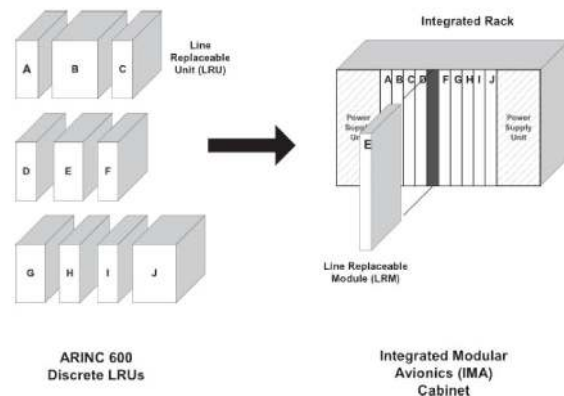 Integrated Rack
Line
Replaceable
Unit (LRU)
A B C
A B C D F G H I J
Power
Supply
Unit
Power
Supply
Unit
E
D E F
G H I J
Line Replaceable
Module (LRM)
ARINC 600
Discrete LRUs
Integrated Modular
Avionics (IMA)
Cabinet